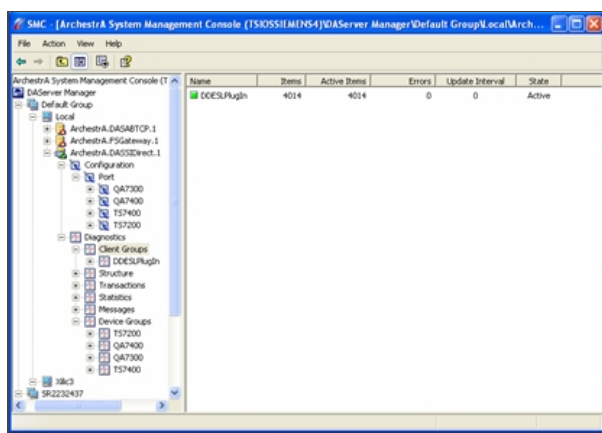 SMC - [ArchestrA System Management Console (TSIOSSIEMENS4)\DAServer Manager\Default Group\Local\Arch...
File Action View Help
ArchestrA System Management Console (T
DAServer Manager
Default Group
Local
ArchestrA.DASABTCP.1
ArchestrA.FSGateway.1
ArchestrA.DASSIDirect.1
Configuration
Port
QA7300
QA7400
TS7400
TS7200
Diagnostics
Client Groups
DDESLPlugIn
Structure
Transactions
Statistics
Messages
Device Groups
TS7200
QA7400
QA7300
TS7400
Xilic3
SR2232437
Name Items Active Items Errors Update Interval State
DDESLPlugIn 4014 4014 0 0 Active